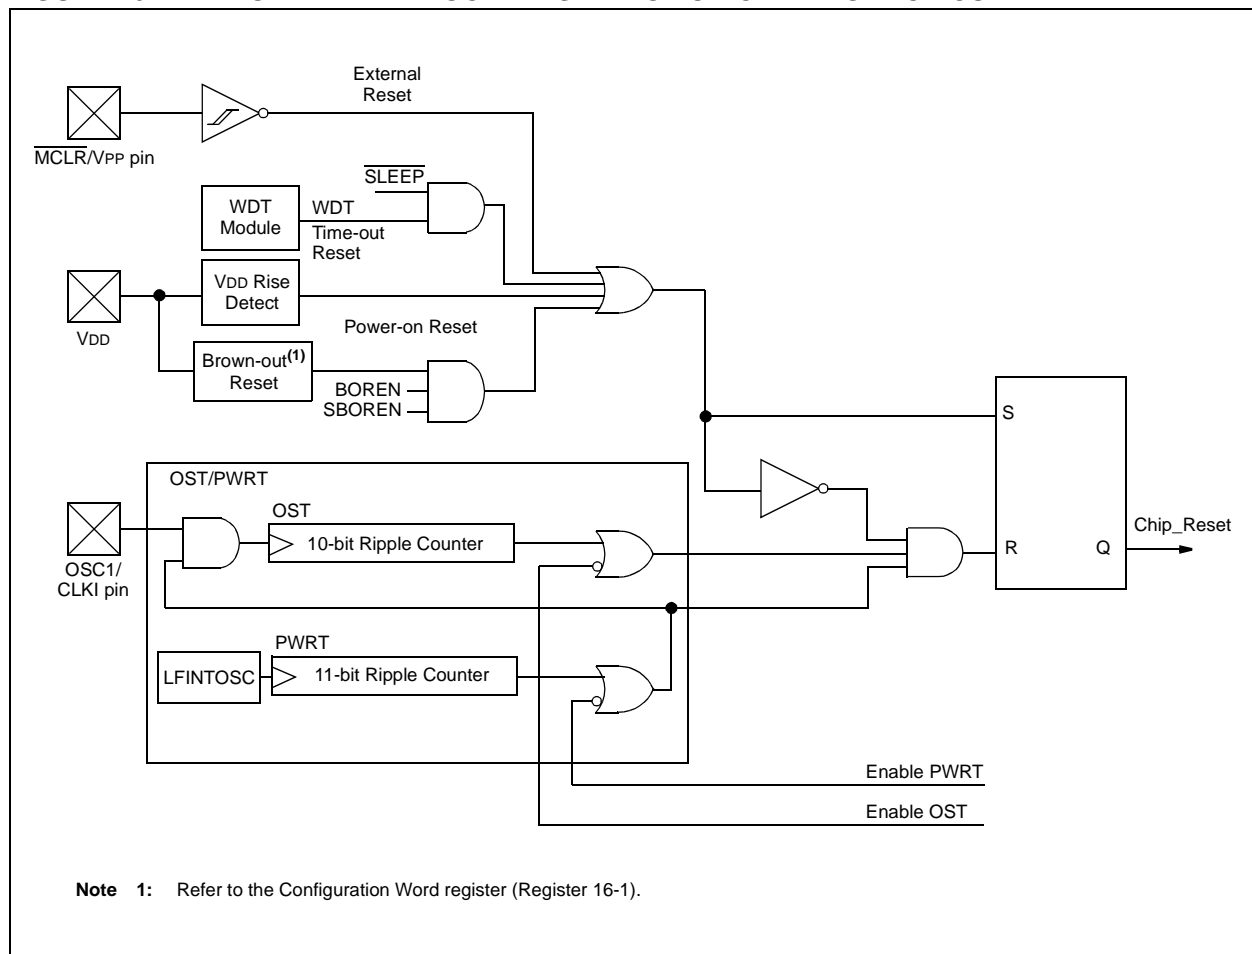 External
Reset
MCLR/VPP pin
SLEEP
WDT
Module
WDT
Time-out
Reset
VDD Rise
Detect
VDD
Power-on Reset
Brown-out(1)
Reset
BOREN
SBOREN
S
OST/PWRT
OST
10-bit Ripple Counter
OSC1/
CLKI pin
Chip_Reset
R
Q
PWRT
LFINTOSC
11-bit Ripple Counter
Enable PWRT
Enable OST
Note 1: Refer to the Configuration Word register (Register 16-1).